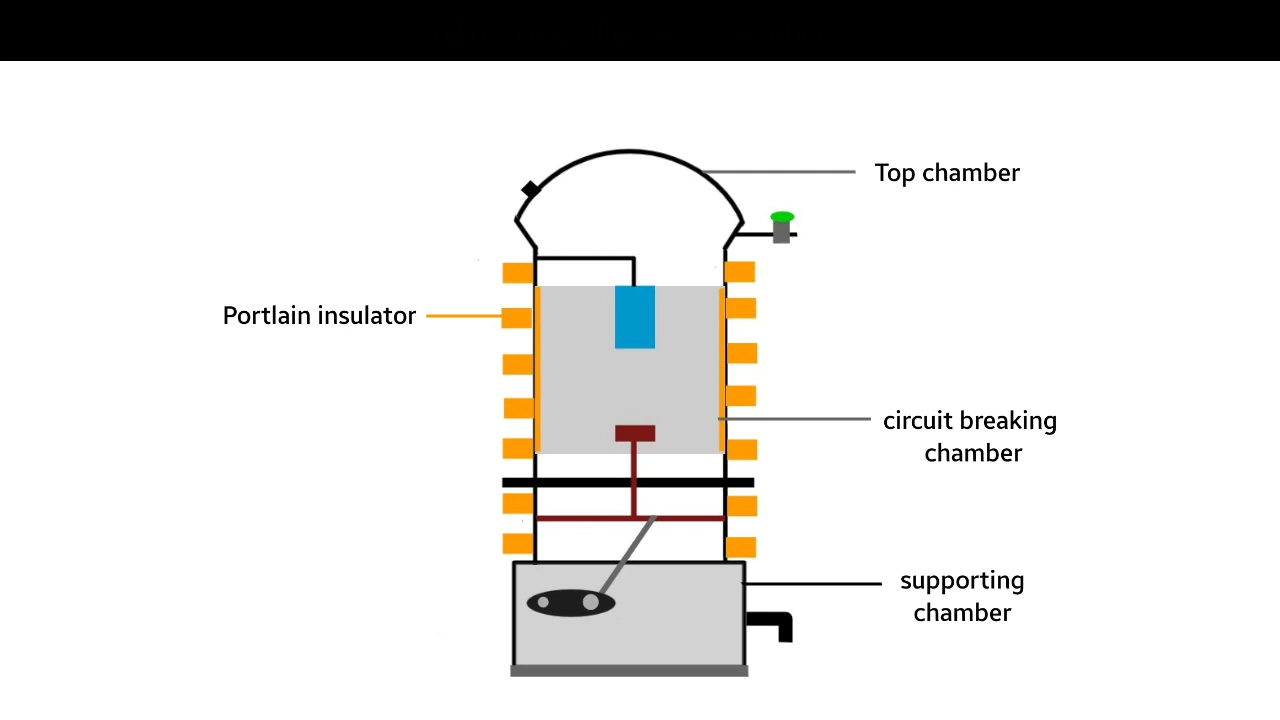 Top chamber
Portlain insulator
circuit breaking
chamber
supporting
chamber